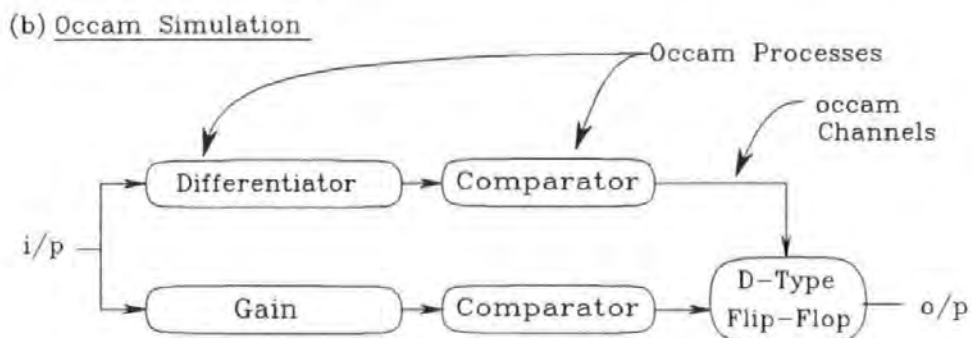 (b) Occam Simulation
Occam Processes
occam
Channels
Differentiator
Comparator
i/p
Gain
Comparator
D-Type
Flip-Flop
o/p